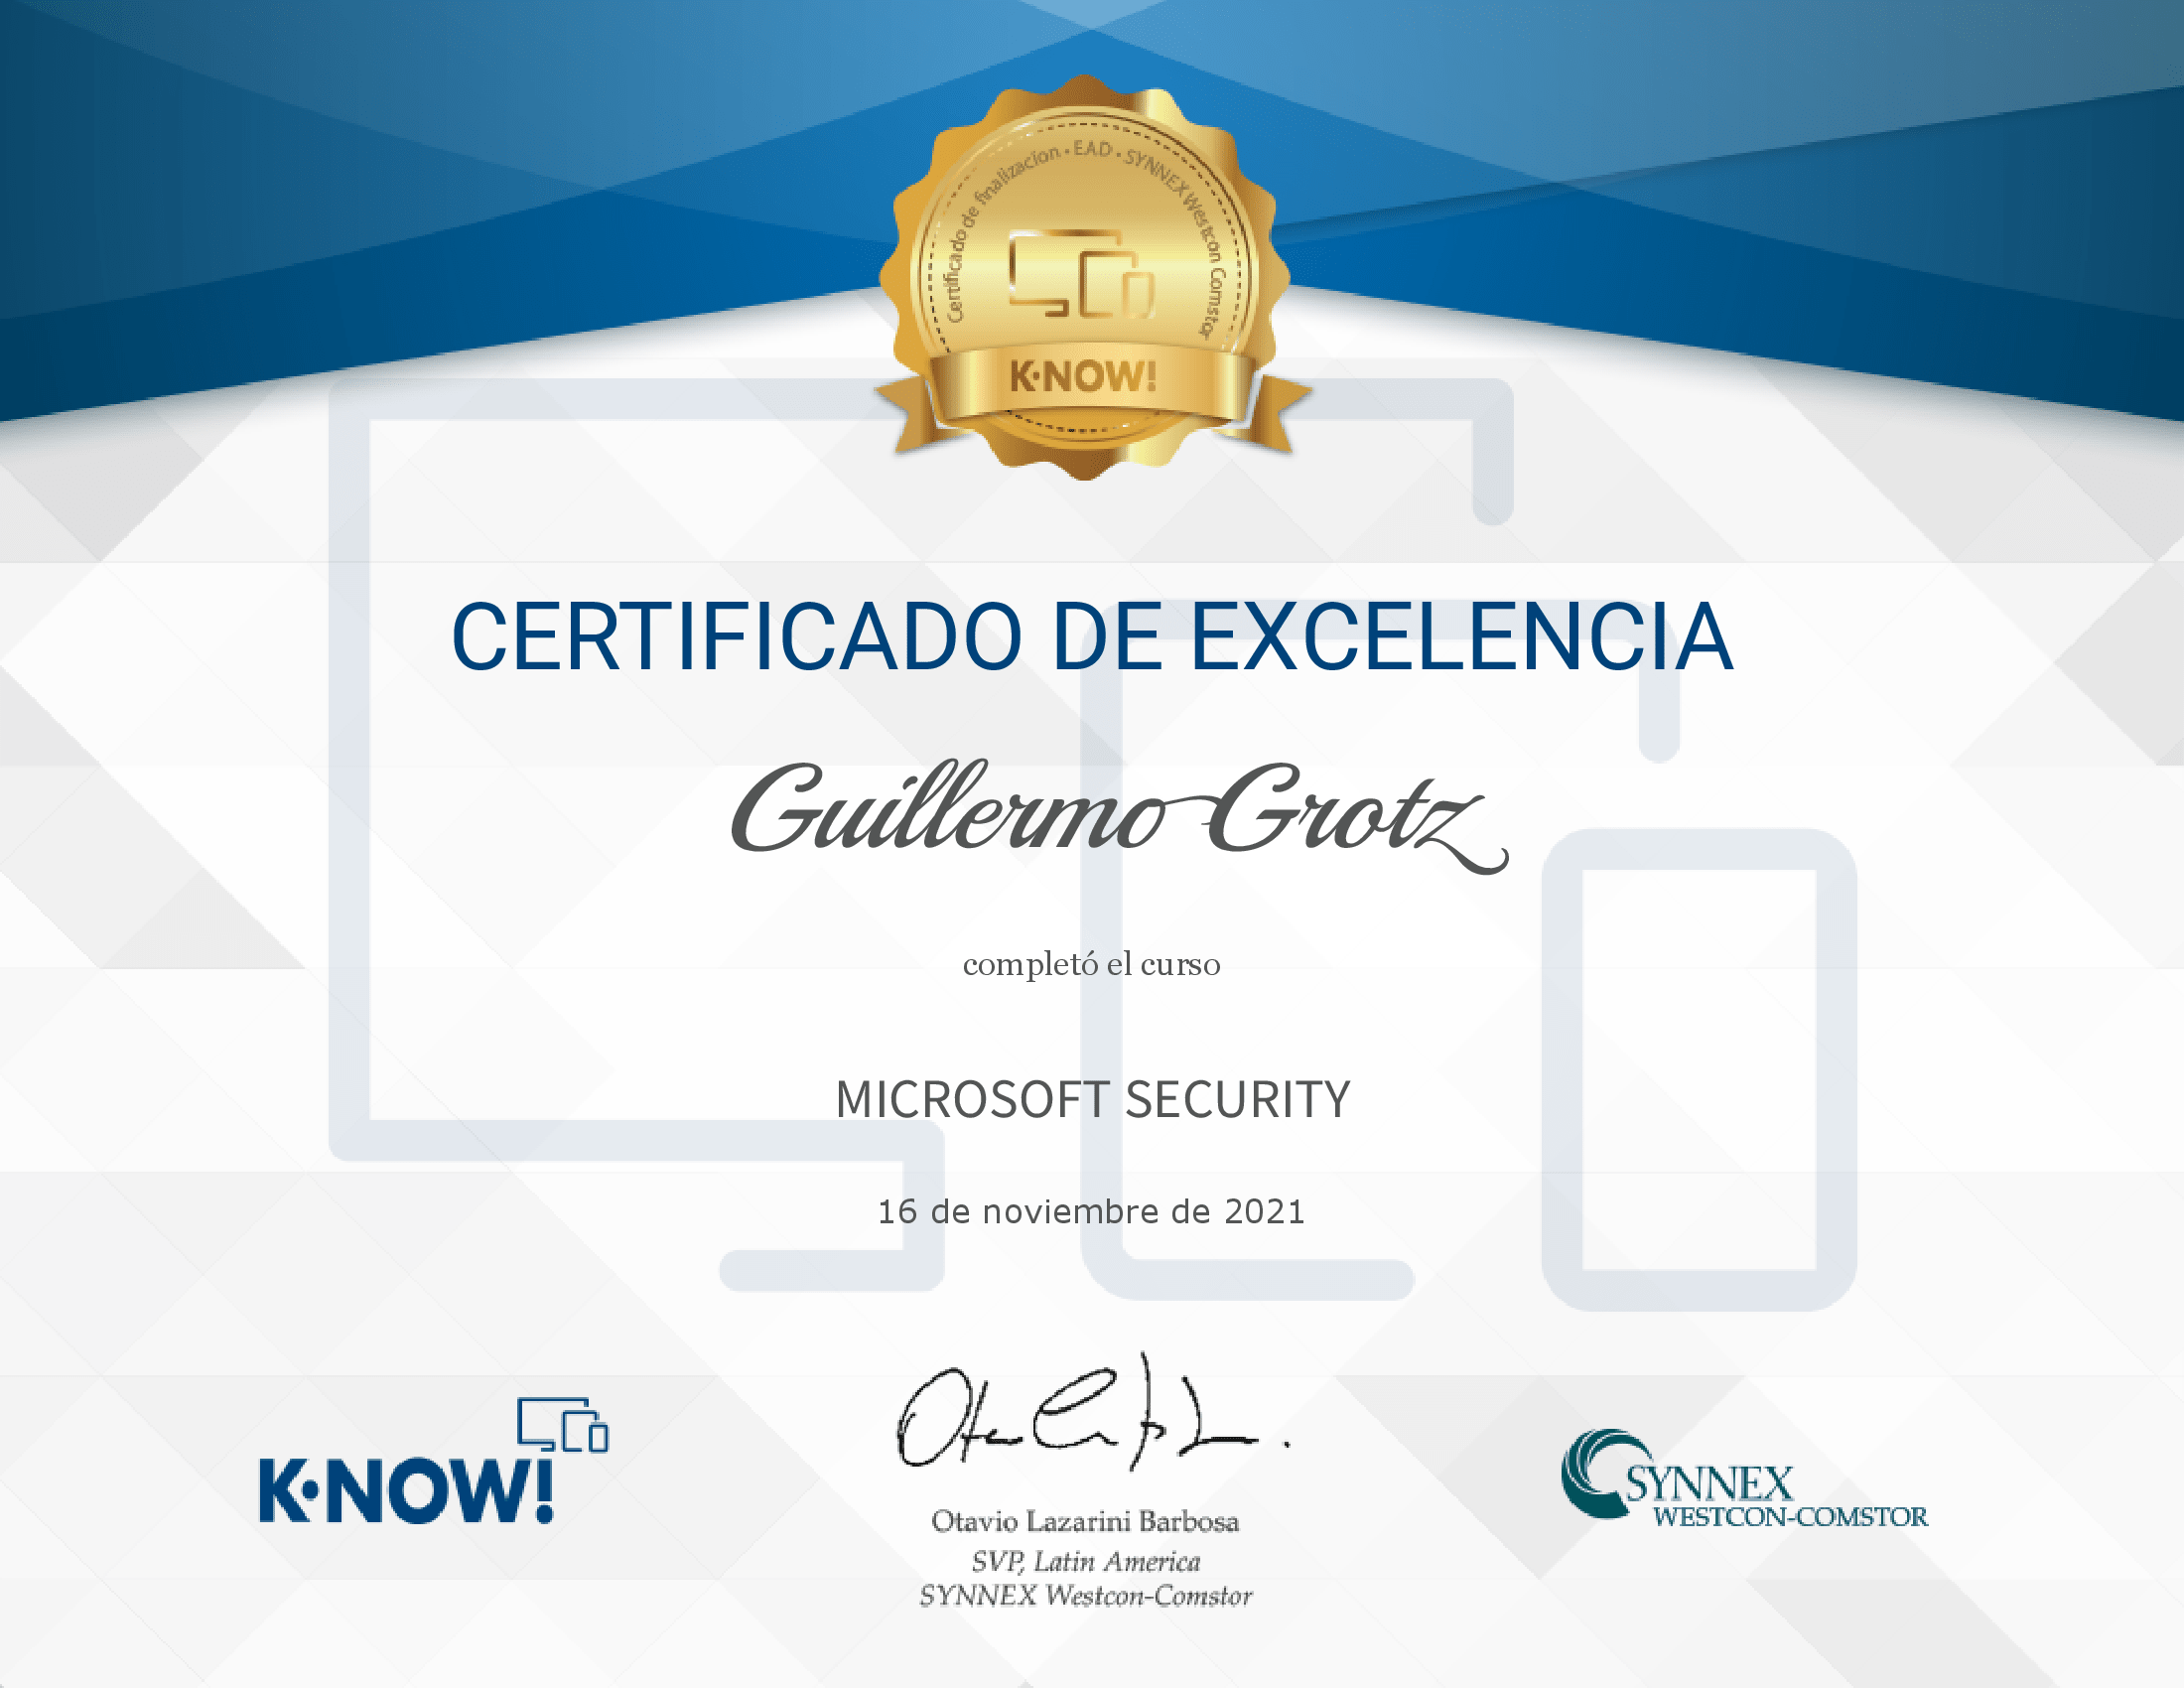 Certificado de finalizacion • EAD • SYNNEX Westcon Comstor
K·NOW!
CERTIFICADO DE EXCELENCIA
Guillermo Grotz
completó el curso
MICROSOFT SECURITY
16 de noviembre de 2021
K·NOW!
Otavio Lazarini Barbosa
SVP, Latin America
SYNNEX Westcon-Comstor
SYNNEX
WESTCON-COMSTOR